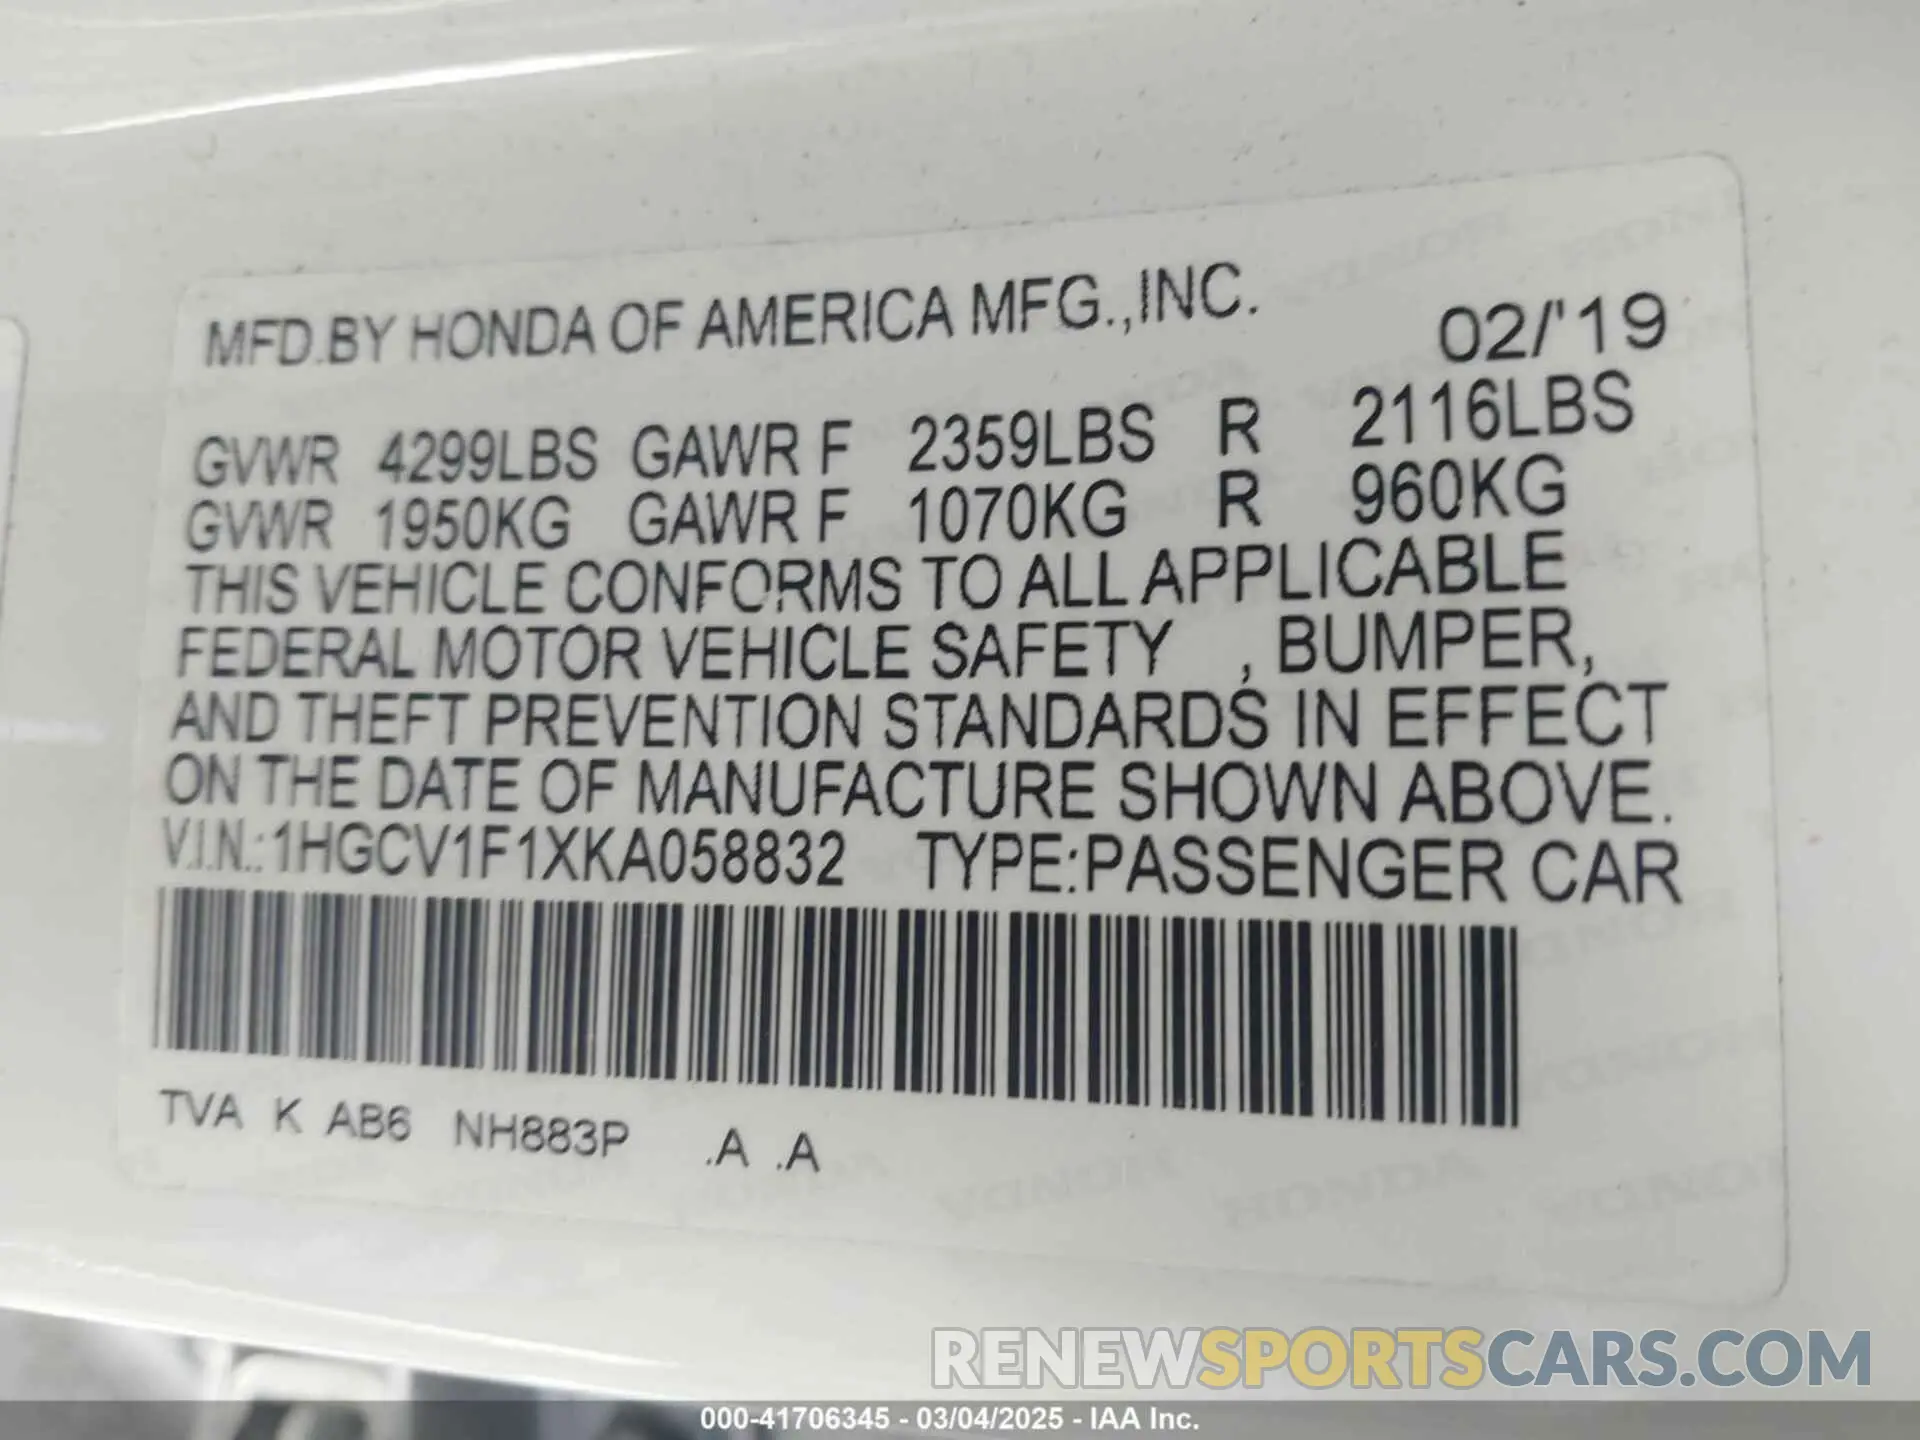 MFD.BY HONDA OF AMERICA MFG.,INC. 02/'19
GVWR 4299LBS GAWR F 2359LBS R 2116LBS
GVWR 1950KG GAWR F 1070KG R 960KG
THIS VEHICLE CONFORMS TO ALL APPLICABLE
FEDERAL MOTOR VEHICLE SAFETY , BUMPER,
AND THEFT PREVENTION STANDARDS IN EFFECT
ON THE DATE OF MANUFACTURE SHOWN ABOVE.
V.I.N.:1HGCV1F1XKA058832 TYPE:PASSENGER CAR
TVA K AB6 NH883P .A .A
RENEWSPORTSCARS.COM
000-41706345 - 03/04/2025 - IAA Inc.